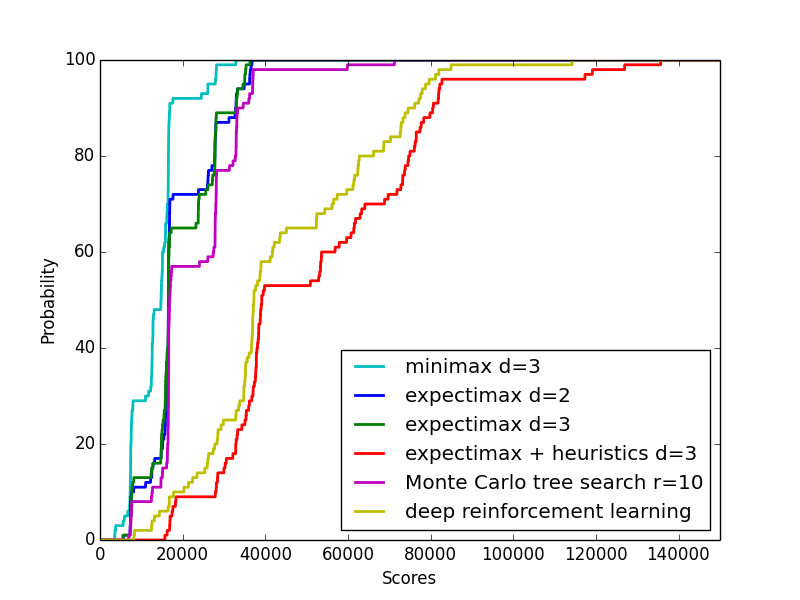 100
80
60
40
20
0
Probability
minimax d=3
expectimax d=2
expectimax d=3
expectimax + heuristics d=3
Monte Carlo tree search r=10
deep reinforcement learning
0 20000 40000 60000 80000 100000 120000 140000
Scores